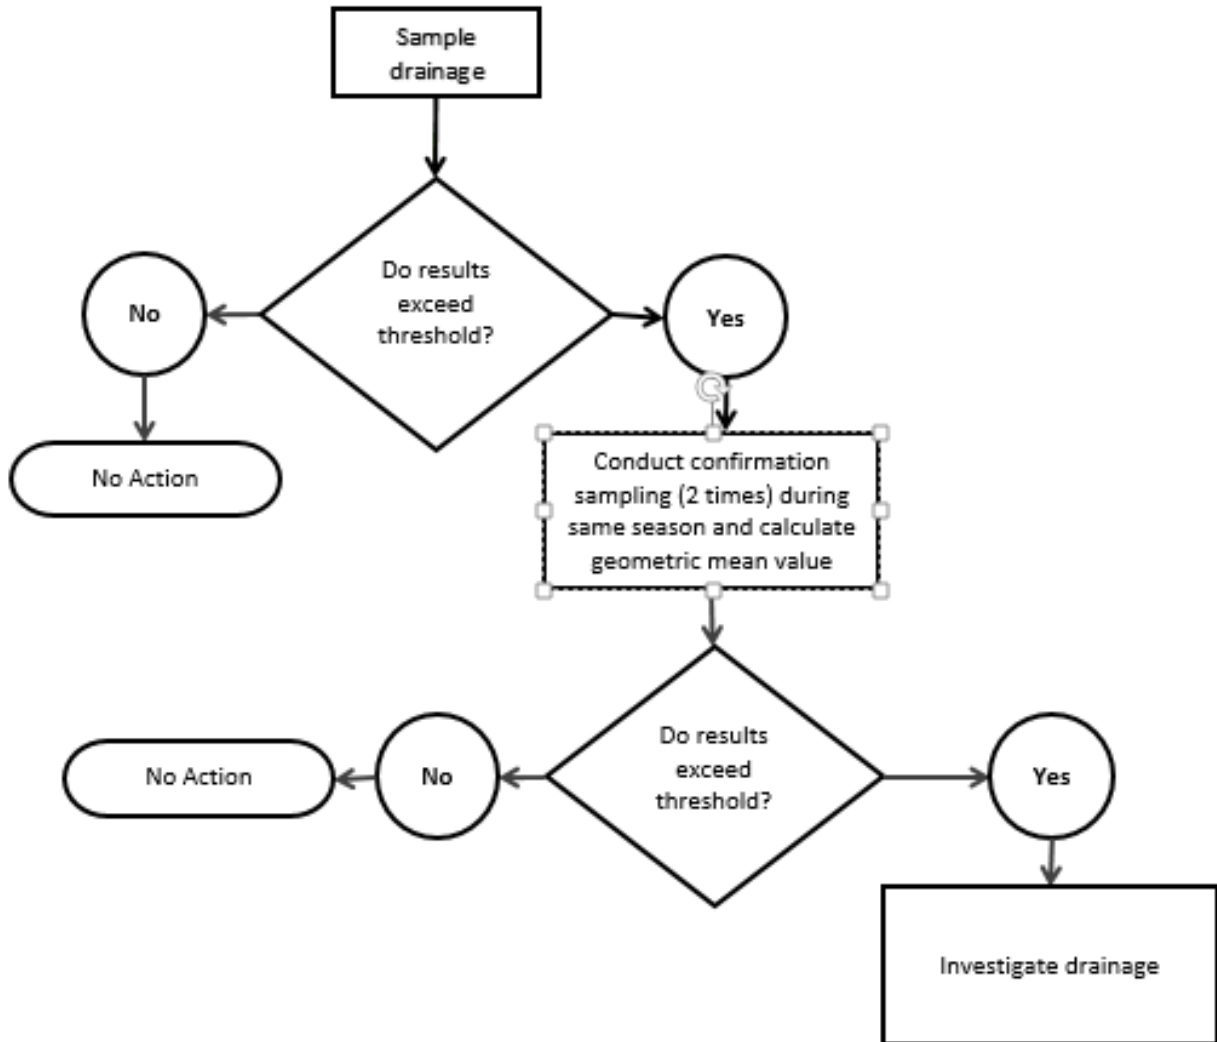 Sample
drainage
Do results
exceed
threshold?
No
Yes
No Action
Conduct confirmation
sampling (2 times) during
same season and calculate
geometric mean value
Do results
exceed
threshold?
No Action
No
Yes
Investigate drainage